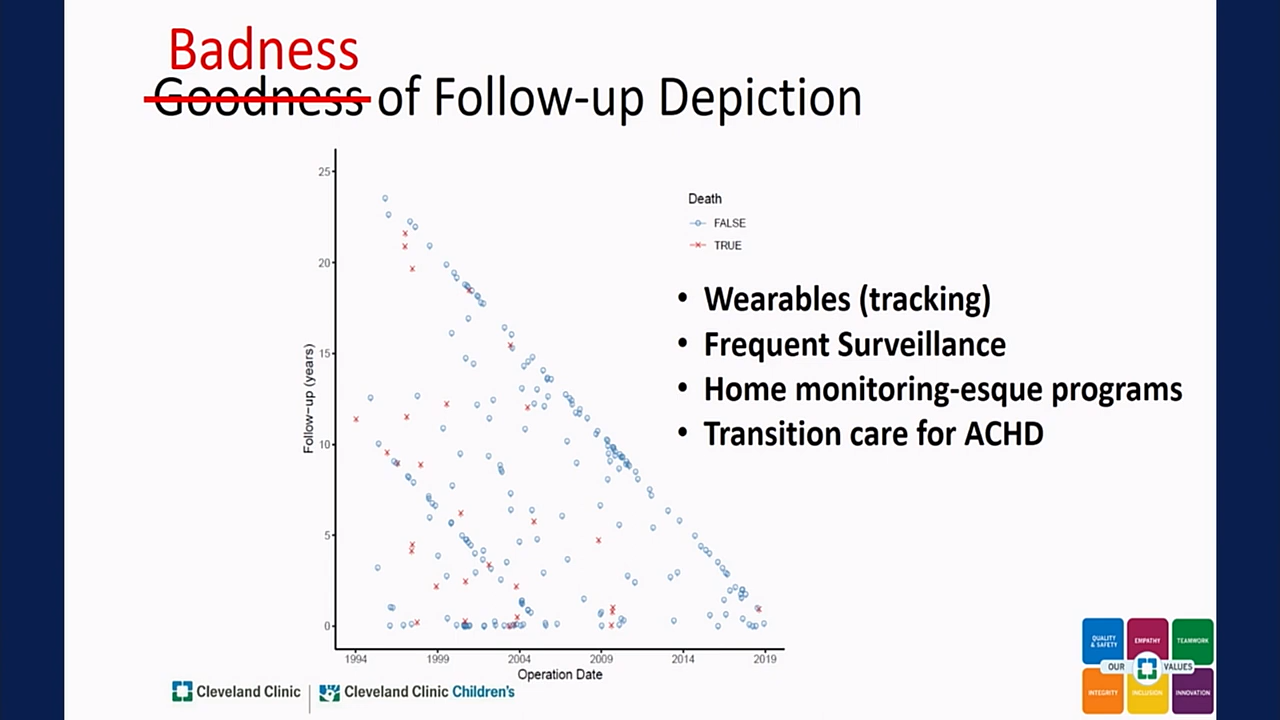 Badness
Goodness of Follow-up Depiction
25
20
15
10
5
0
Follow-up (years)
1994 1999 2004 2009 2014 2019
Operation Date
Death
FALSE
TRUE
• Wearables (tracking)
• Frequent Surveillance
• Home monitoring-esque programs
• Transition care for ACHD
Cleveland Clinic
Cleveland Clinic Children's
QUALITY & SAFETY
EMPATHY
TEAMWORK
OUR VALUES
INTEGRITY
INCLUSION
INNOVATION